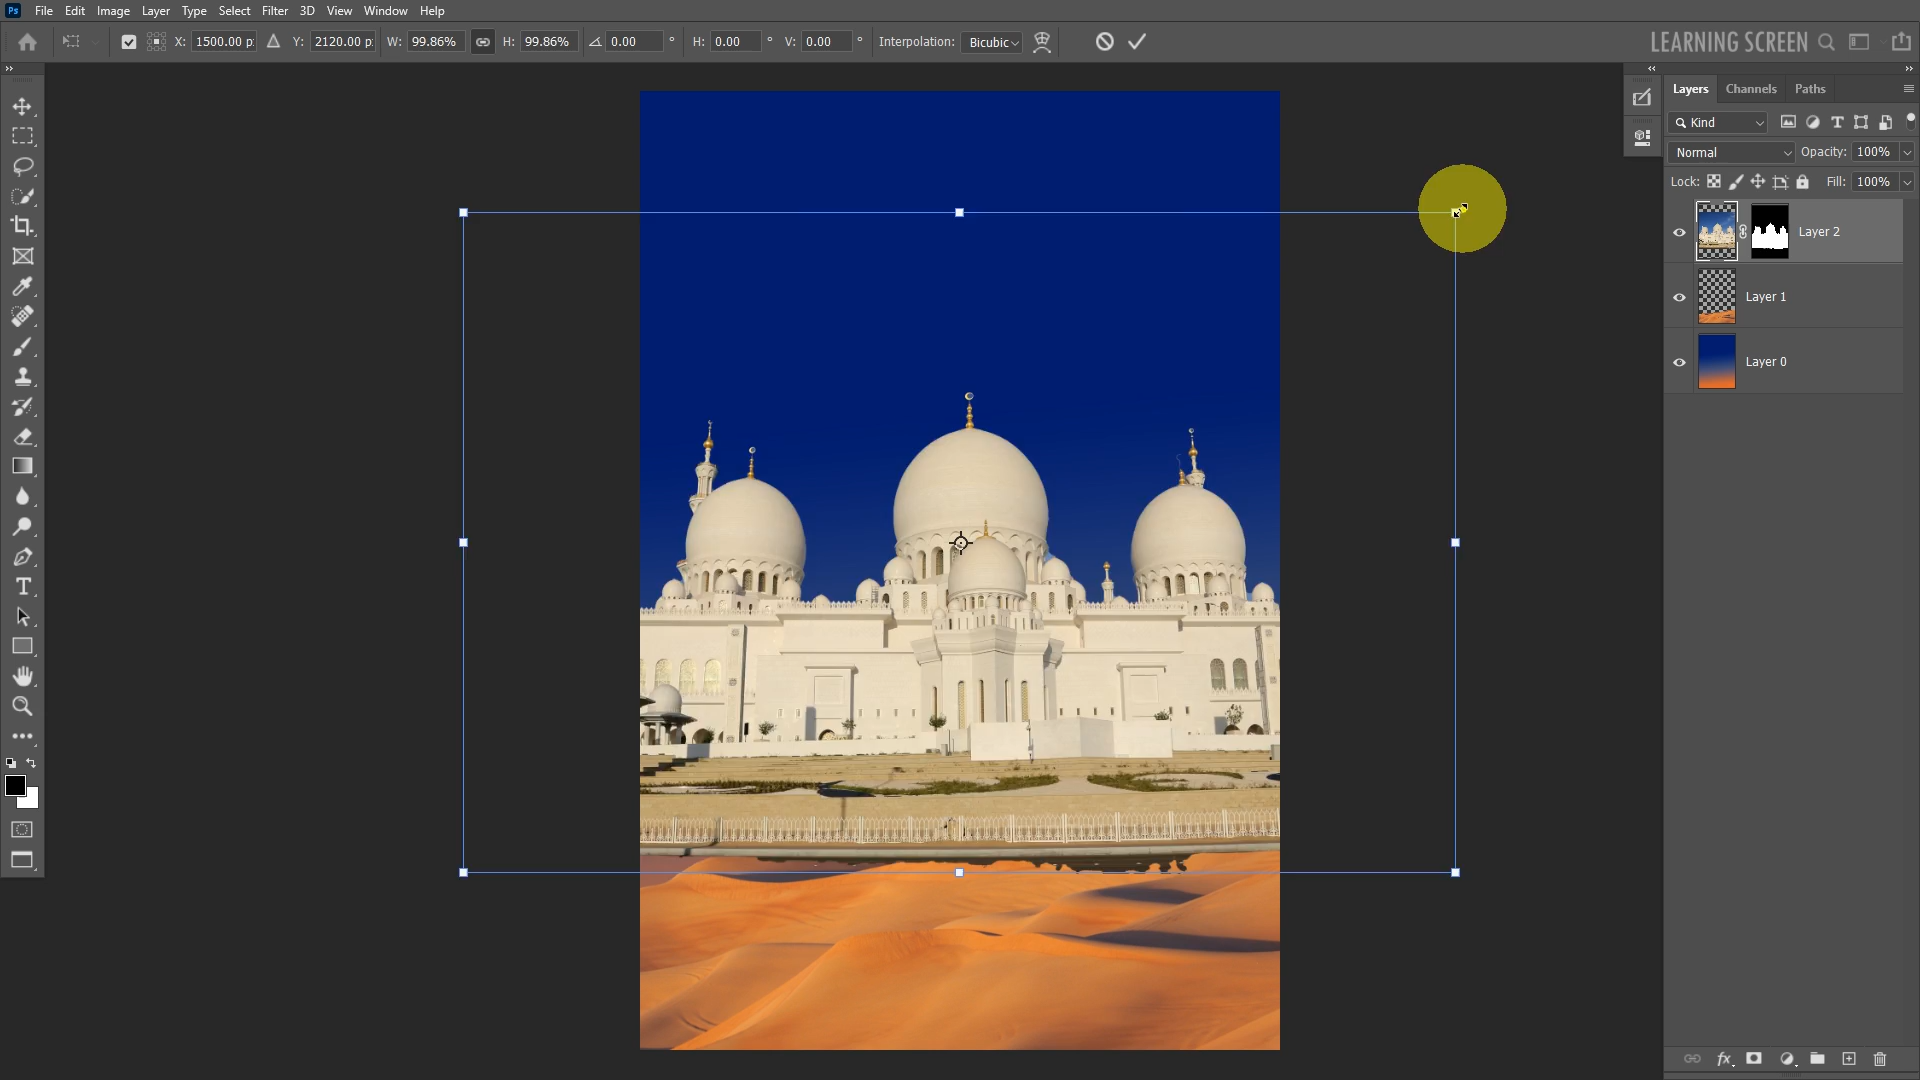 Ps File Edit Image Layer Type Select Filter 3D View Window Help
X: 1500.00 p Y: 2120.00 p W: 99.86% H: 99.86% 0.00 ° H: 0.00 ° V: 0.00 ° Interpolation: Bicubic
LEARNING SCREEN
Layers Channels Paths
Kind
Normal Opacity: 100%
Lock: Fill: 100%
Layer 2
Layer 1
Layer 0